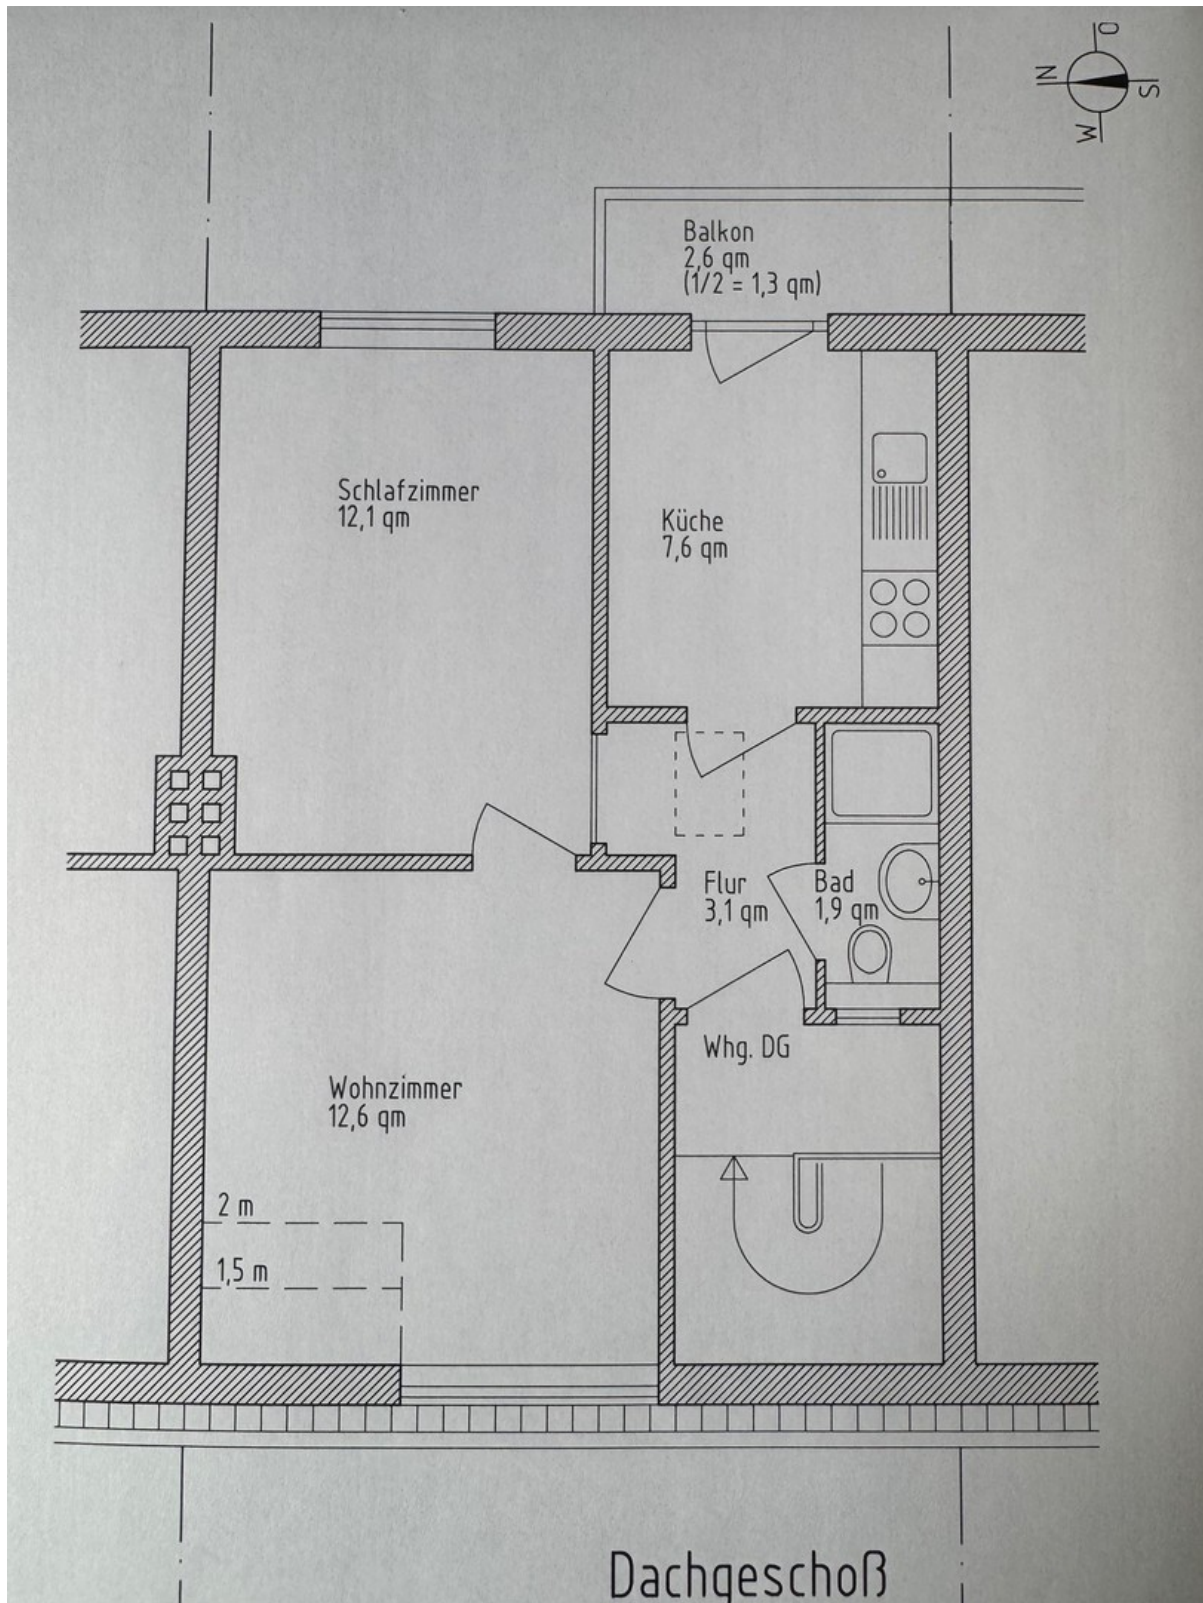 O
N
S
W
Balkon
2,6 qm
(1/2 = 1,3 qm)
Schlafzimmer
12,1 qm
Küche
7,6 qm
Flur
3,1 qm
Bad
1,9 qm
Whg. DG
Wohnzimmer
12,6 qm
2 m
1,5 m
Dachgeschoß